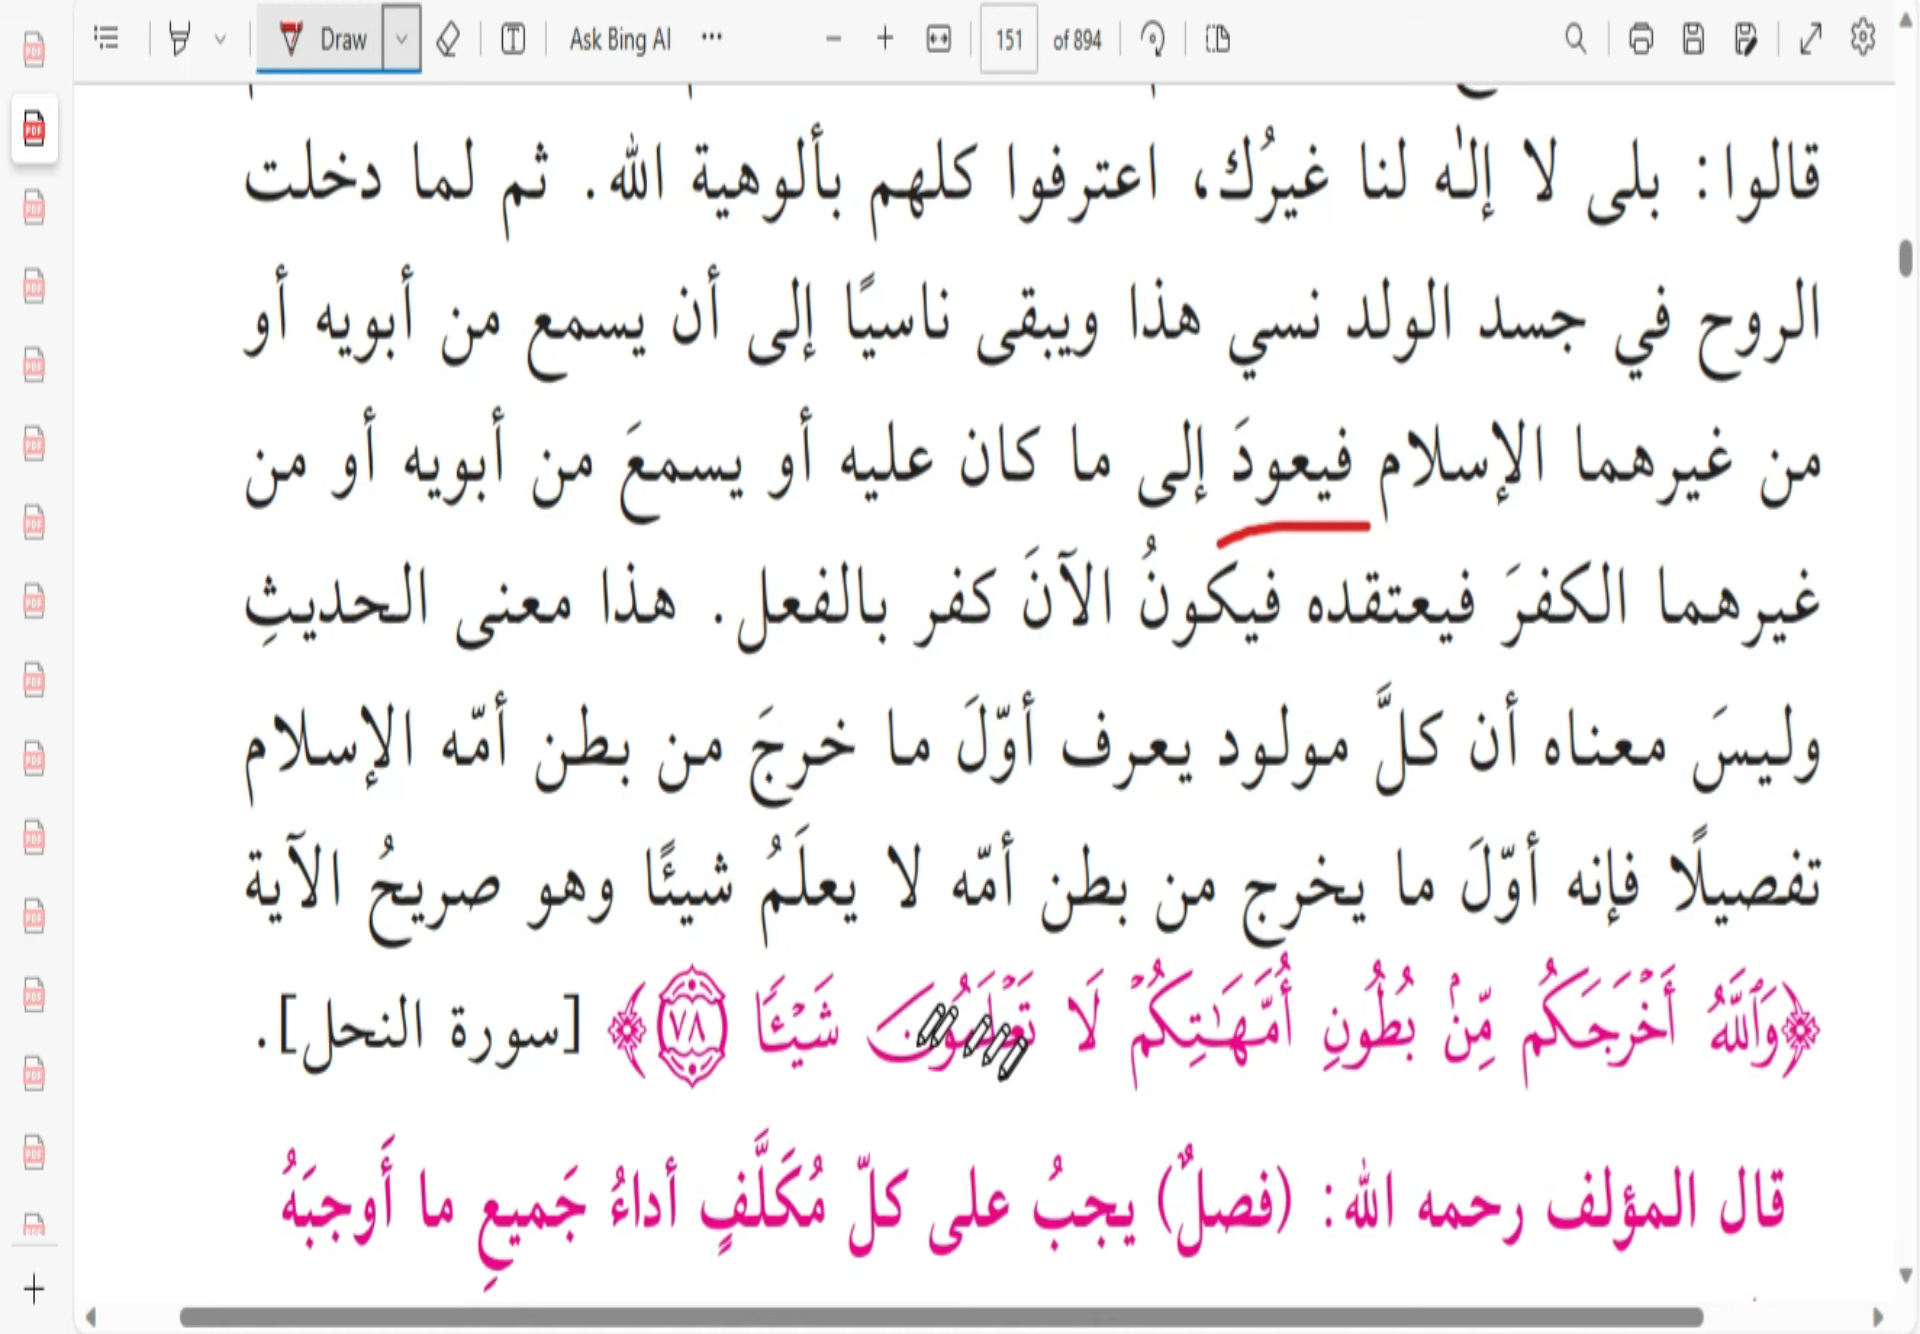 Draw
Ask Bing AI
151 of 894
قالوا: بلى لا إلـٰه لنا غيرُك، اعترفوا كلهم بألوهية الله. ثم لما دخلت
الروح في جسد الولد نسي هذا ويبقى ناسيًا إلى أن يسمع من أبويه أو
من غيرهما الإسلام فيعودَ إلى ما كان عليه أو يسمعَ من أبويه أو من
غيرهما الكفرَ فيعتقده فيكونُ الآنَ كفر بالفعل. هذا معنى الحديثِ
وليسَ معناه أن كلَّ مولود يعرف أوّلَ ما خرجَ من بطن أمّه الإسلام
تفصيلًا فإنه أوّلَ ما يخرج من بطن أمّه لا يعلَمُ شيئًا وهو صريحُ الآية
﴿وَٱللَّهُ أَخْرَجَكُم مِّنۢ بُطُونِ أُمَّهَـٰتِكُمْ لَا تَعْلَمُونَ شَيْـًٔا ٧٨﴾ [سورة النحل].
قال المؤلف رحمه الله: (فصلٌ) يجبُ على كلّ مُكَلَّفٍ أداءُ جَميعِ ما أَوجبَهُ